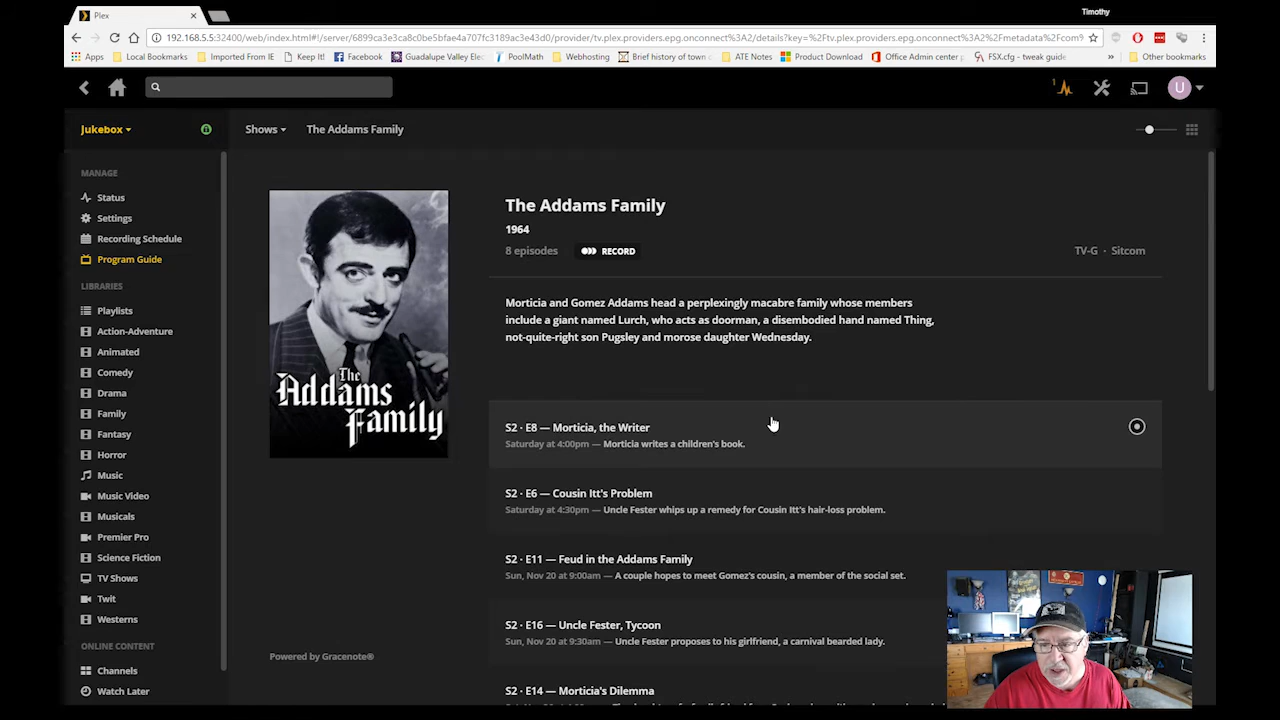 Timothy
Plex
192.168.5.5:32400/web/index.html#!/server/6899ca3e3ca8c0be5bfae4a707fc3189ac3e43d0/provider/tv.plex.providers.epg.onconnect%3A2/details?key=%2Ftv.plex.providers.epg.onconnect%3A2%2Fmetadata%2Fcom%
Apps Local Bookmarks Imported From IE Keep It! Facebook Guadalupe Valley Elec PoolMath Webhosting Brief history of town c ATE Notes Product Download Office Admin center p FSX.cfg - tweak guide » Other bookmarks
1 U
Jukebox Shows The Addams Family
MANAGE
Status
Settings
Recording Schedule
Program Guide
LIBRARIES
Playlists
Action-Adventure
Animated
Comedy
Drama
Family
Fantasy
Horror
Music
Music Video
Musicals
Premier Pro
Science Fiction
TV Shows
Twit
Westerns
ONLINE CONTENT
Channels
Watch Later
The
Addams
Family
Powered by Gracenote®
The Addams Family
1964
8 episodes RECORD TV-G · Sitcom
Morticia and Gomez Addams head a perplexingly macabre family whose members
include a giant named Lurch, who acts as doorman, a disembodied hand named Thing,
not-quite-right son Pugsley and morose daughter Wednesday.
S2 · E8 — Morticia, the Writer
Saturday at 4:00pm — Morticia writes a children's book.
S2 · E6 — Cousin Itt's Problem
Saturday at 4:30pm — Uncle Fester whips up a remedy for Cousin Itt's hair-loss problem.
S2 · E11 — Feud in the Addams Family
Sun, Nov 20 at 9:00am — A couple hopes to meet Gomez's cousin, a member of the social set.
S2 · E16 — Uncle Fester, Tycoon
Sun, Nov 20 at 9:30am — Uncle Fester proposes to his girlfriend, a carnival bearded lady.
S2 · E14 — Morticia's Dilemma